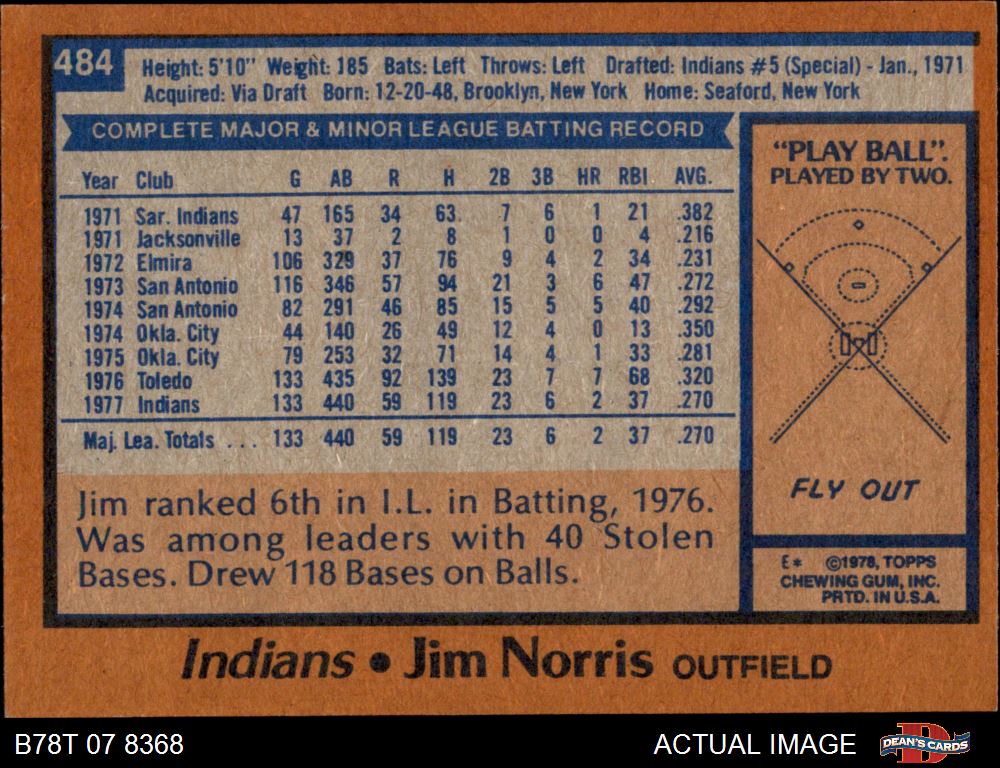 484
Height: 5'10" Weight: 185 Bats: Left Throws: Left Drafted: Indians #5 (Special) - Jan., 1971
Acquired: Via Draft Born: 12-20-48, Brooklyn, New York Home: Seaford, New York
COMPLETE MAJOR & MINOR LEAGUE BATTING RECORD
Year Club G AB R H 2B 3B HR RBI AVG.
1971 Sar. Indians 47 165 34 63 7 6 1 21 .382
1971 Jacksonville 13 37 2 8 1 0 0 4 .216
1972 Elmira 106 329 37 76 9 4 2 34 .231
1973 San Antonio 116 346 57 94 21 3 6 47 .272
1974 San Antonio 82 291 46 85 15 5 5 40 .292
1974 Okla. City 44 140 26 49 12 4 0 13 .350
1975 Okla. City 79 253 32 71 14 4 1 33 .281
1976 Toledo 133 435 92 139 23 7 7 68 .320
1977 Indians 133 440 59 119 23 6 2 37 .270
Maj. Lea. Totals ... 133 440 59 119 23 6 2 37 .270
Jim ranked 6th in I.L. in Batting, 1976.
Was among leaders with 40 Stolen
Bases. Drew 118 Bases on Balls.
"PLAY BALL".
PLAYED BY TWO.
FLY OUT
E* ©1978, TOPPS
CHEWING GUM, INC.
PRTD. IN U.S.A.
Indians • Jim Norris OUTFIELD
B78T 07 8368
ACTUAL IMAGE
DEAN'S CARDS